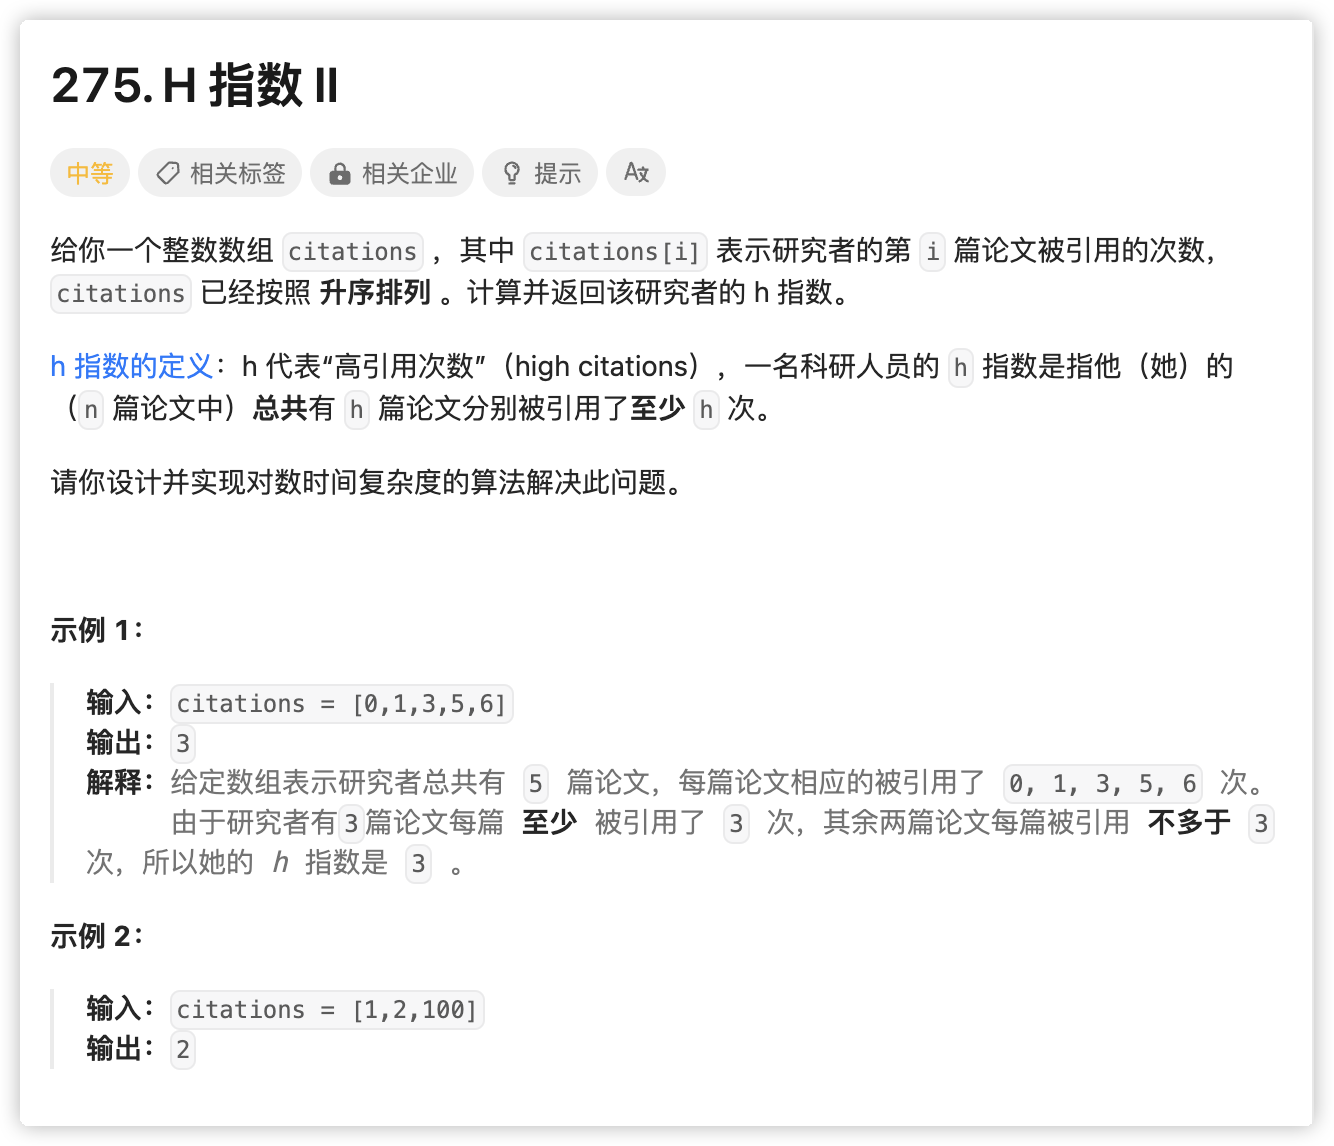 275. H 指数 II
中等 相关标签 相关企业 提示 A文
给你一个整数数组 citations ，其中 citations[i] 表示研究者的第 i 篇论文被引用的次数，
citations 已经按照 升序排列 。计算并返回该研究者的 h 指数。
h 指数的定义：h 代表“高引用次数”（high citations），一名科研人员的 h 指数是指他（她）的
（n 篇论文中）总共有 h 篇论文分别被引用了至少 h 次。
请你设计并实现对数时间复杂度的算法解决此问题。
示例 1：
输入：citations = [0,1,3,5,6]
输出：3
解释：给定数组表示研究者总共有 5 篇论文，每篇论文相应的被引用了 0, 1, 3, 5, 6 次。
由于研究者有3篇论文每篇 至少 被引用了 3 次，其余两篇论文每篇被引用 不多于 3
次，所以她的 h 指数是 3 。
示例 2：
输入：citations = [1,2,100]
输出：2